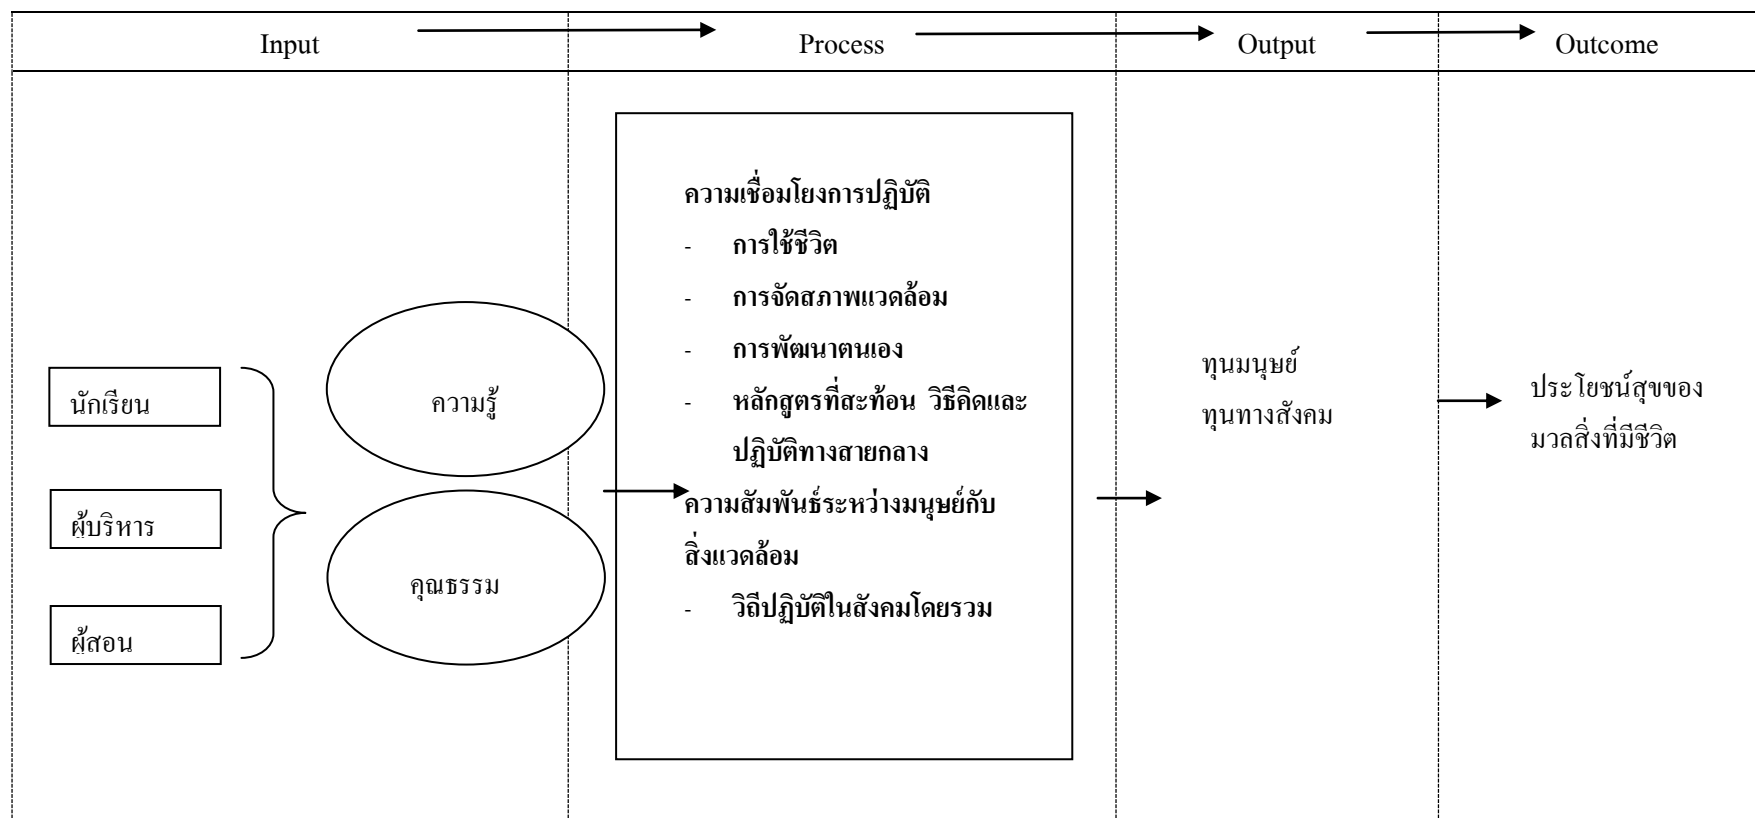 Input
Process
Output
Outcome
นักเรียน
ผู้บริหาร
ผู้สอน
ความรู้
คุณธรรม
ความเชื่อมโยงการปฏิบัติ
- การใช้ชีวิต
- การจัดสภาพแวดล้อม
- การพัฒนาตนเอง
- หลักสูตรที่สะท้อน วิธีคิดและ
ปฏิบัติทางสายกลาง
ความสัมพันธ์ระหว่างมนุษย์กับ
สิ่งแวดล้อม
- วิถีปฏิบัติในสังคมโดยรวม
ทุนมนุษย์
ทุนทางสังคม
ประโยชน์สุขของ
มวลสิ่งที่มีชีวิต